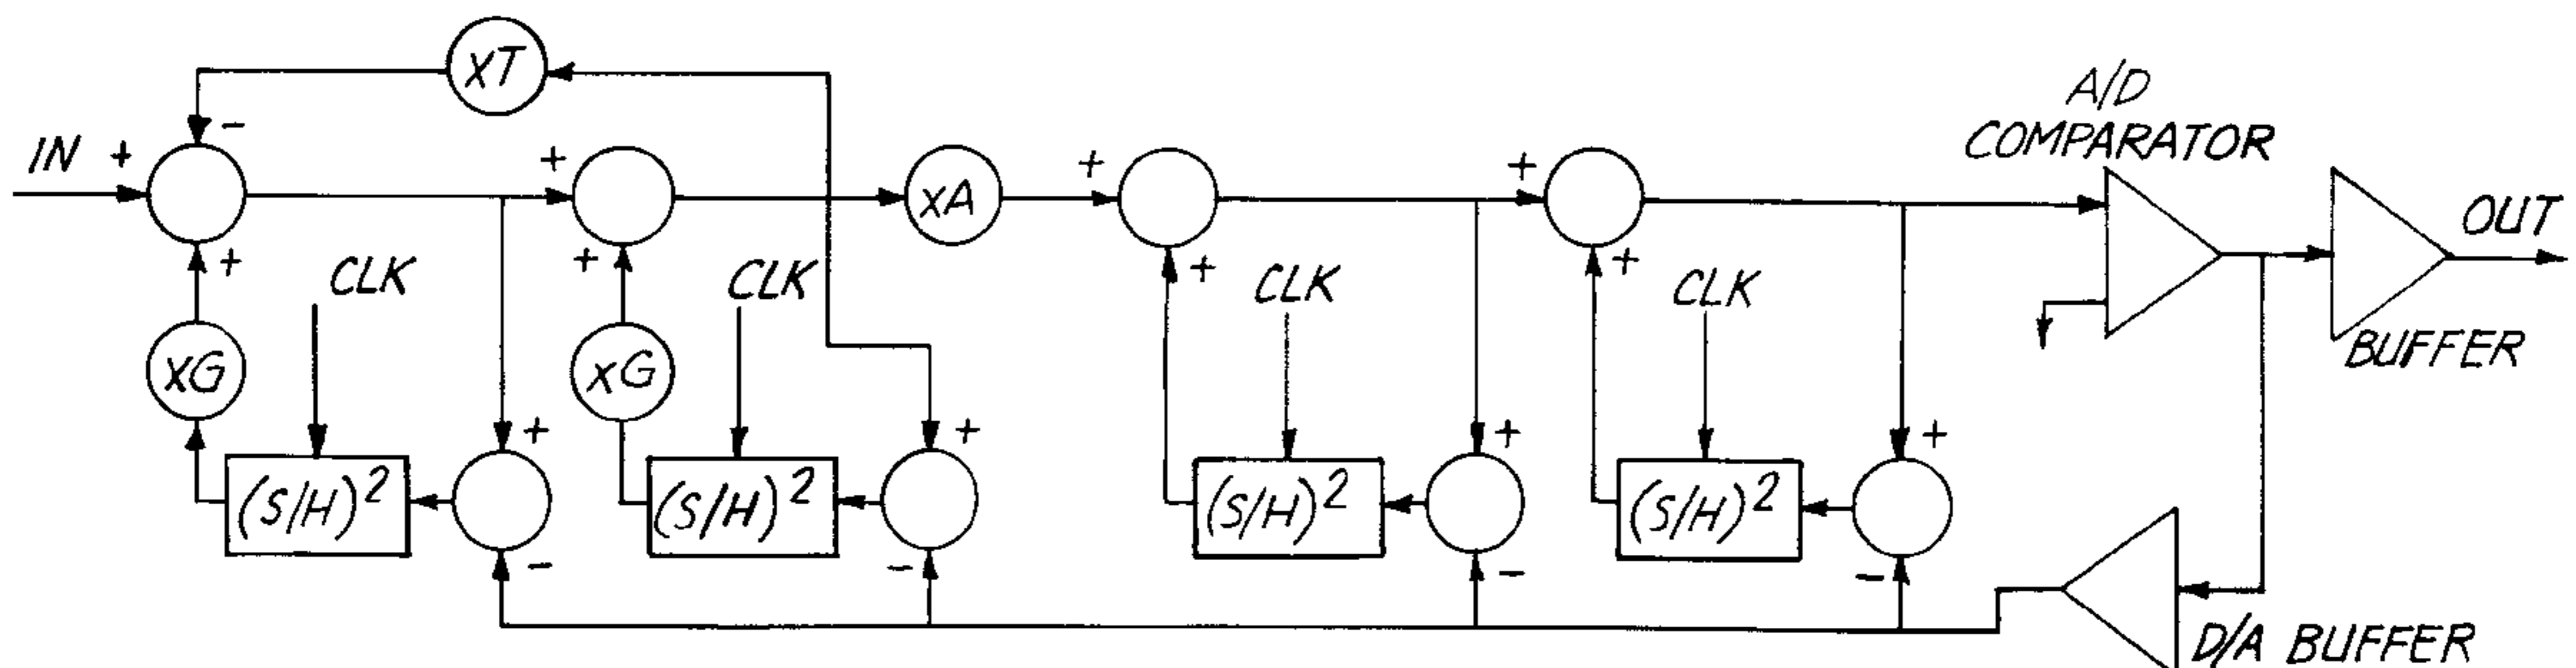 xT
A/D
COMPARATOR
IN + -
+ + xA + +
+ + + +
CLK CLK CLK CLK
OUT
BUFFER
xG xG
+ + + +
(S/H)² (S/H)² (S/H)² (S/H)²
- - - -
D/A BUFFER